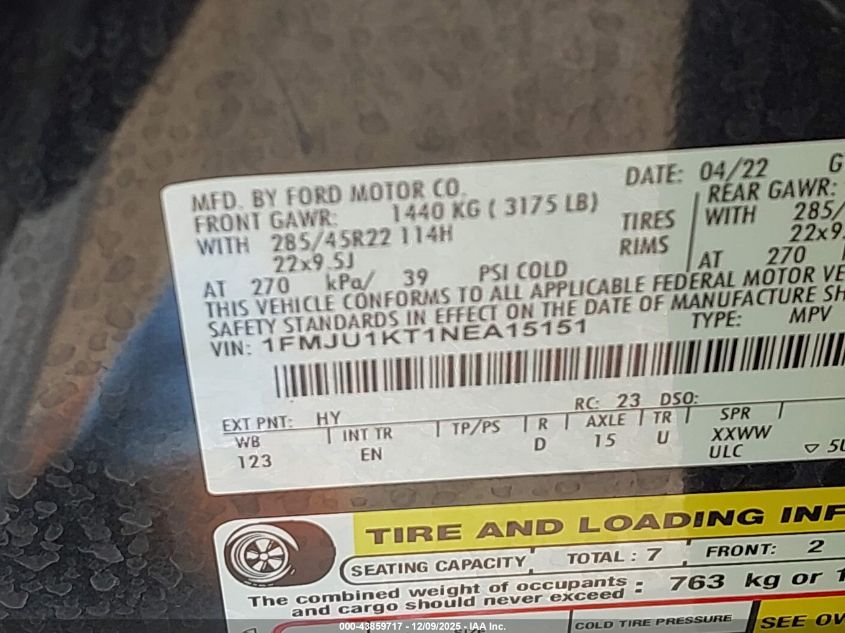 MFD. BY FORD MOTOR CO.
DATE: 04/22
FRONT GAWR: 1440 KG ( 3175 LB)
REAR GAWR:
WITH 285/45R22 114H TIRES WITH 285/
22x9.5J RIMS 22x9.
AT 270 kPa/ 39 PSI COLD AT 270
THIS VEHICLE CONFORMS TO ALL APPLICABLE FEDERAL MOTOR VE
SAFETY STANDARDS IN EFFECT ON THE DATE OF MANUFACTURE SH
VIN: 1FMJU1KT1NEA15151 TYPE: MPV
EXT PNT: HY RC: 23 DSO:
WB INT TR TP/PS R AXLE TR SPR
123 EN D 15 U XXWW
ULC
TIRE AND LOADING INF
SEATING CAPACITY TOTAL : 7 FRONT: 2
The combined weight of occupants : 763 kg or 1
and cargo should never exceed
COLD TIRE PRESSURE SEE OW
000-43859717 - 12/09/2025 - IAA Inc.